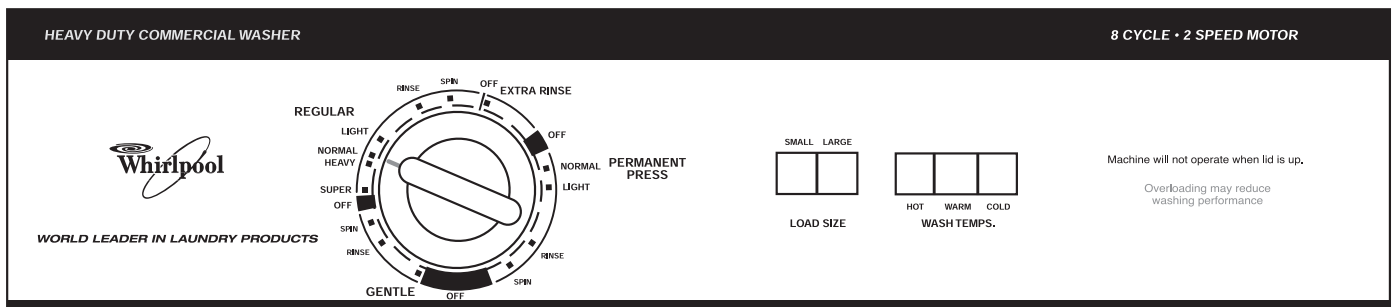 HEAVY DUTY COMMERCIAL WASHER
8 CYCLE • 2 SPEED MOTOR
Whirlpool
WORLD LEADER IN LAUNDRY PRODUCTS
REGULAR
RINSE
SPIN
OFF
EXTRA RINSE
LIGHT
NORMAL
HEAVY
SUPER
OFF
SPIN
RINSE
GENTLE
OFF
SPIN
RINSE
OFF
NORMAL
LIGHT
PERMANENT
PRESS
SMALL LARGE
LOAD SIZE
HOT WARM COLD
WASH TEMPS.
Machine will not operate when lid is up.
Overloading may reduce
washing performance